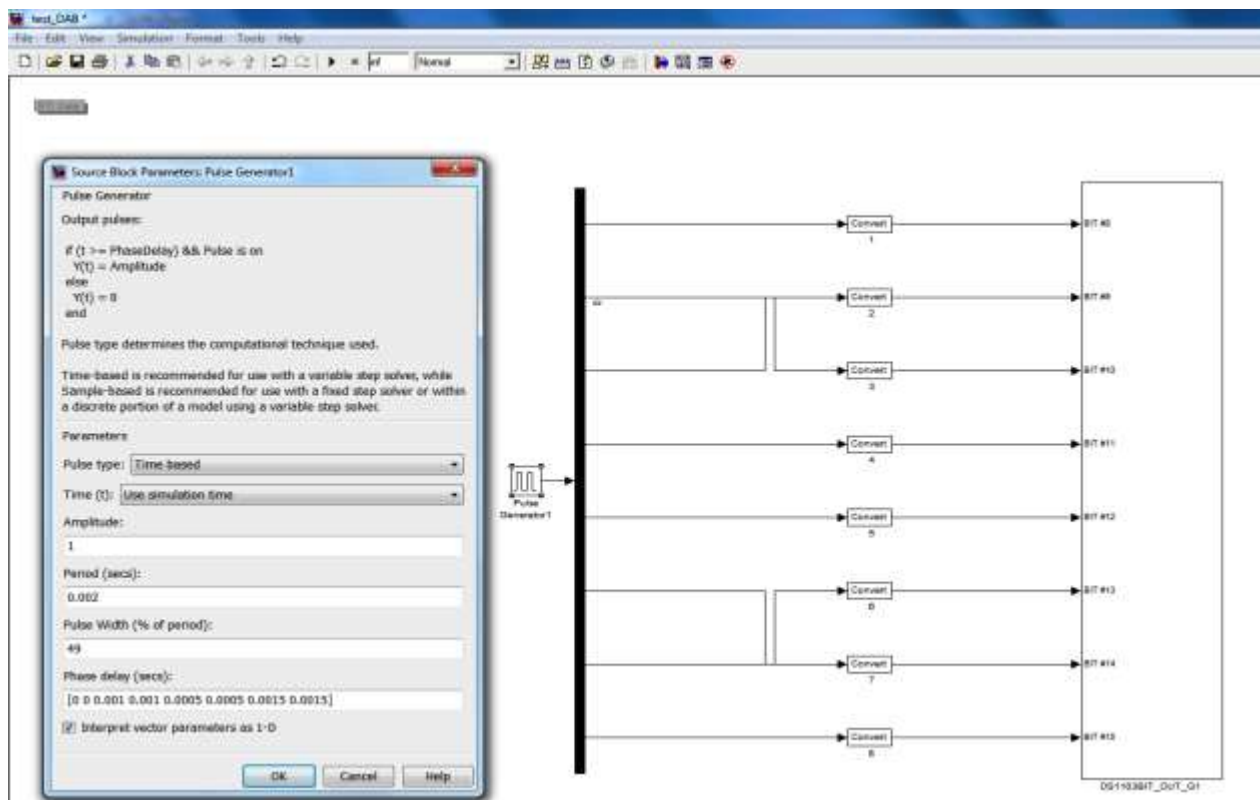 test_DAB *
File Edit View Simulation Format Tools Help
inf Normal
Source Block Parameters: Pulse Generator1
Pulse Generator
Output pulses:
if (t >= PhaseDelay) && Pulse is on
Y(t) = Amplitude
else
Y(t) = 0
end
Pulse type determines the computational technique used.
Time-based is recommended for use with a variable step solver, while
Sample-based is recommended for use with a fixed step solver or within
a discrete portion of a model using a variable step solver.
Parameters
Pulse type: Time based
Time (t): Use simulation time
Amplitude:
1
Period (secs):
0.002
Pulse Width (% of period):
49
Phase delay (secs):
[0 0 0.001 0.001 0.0005 0.0005 0.0015 0.0015]
Interpret vector parameters as 1-D
OK Cancel Help
Pulse
Generator1
Convert
1
Convert
2
Convert
3
Convert
4
Convert
5
Convert
6
Convert
7
Convert
8
BIT #8
BIT #9
BIT #10
BIT #11
BIT #12
BIT #13
BIT #14
BIT #15
DS1103BIT_OUT_G1